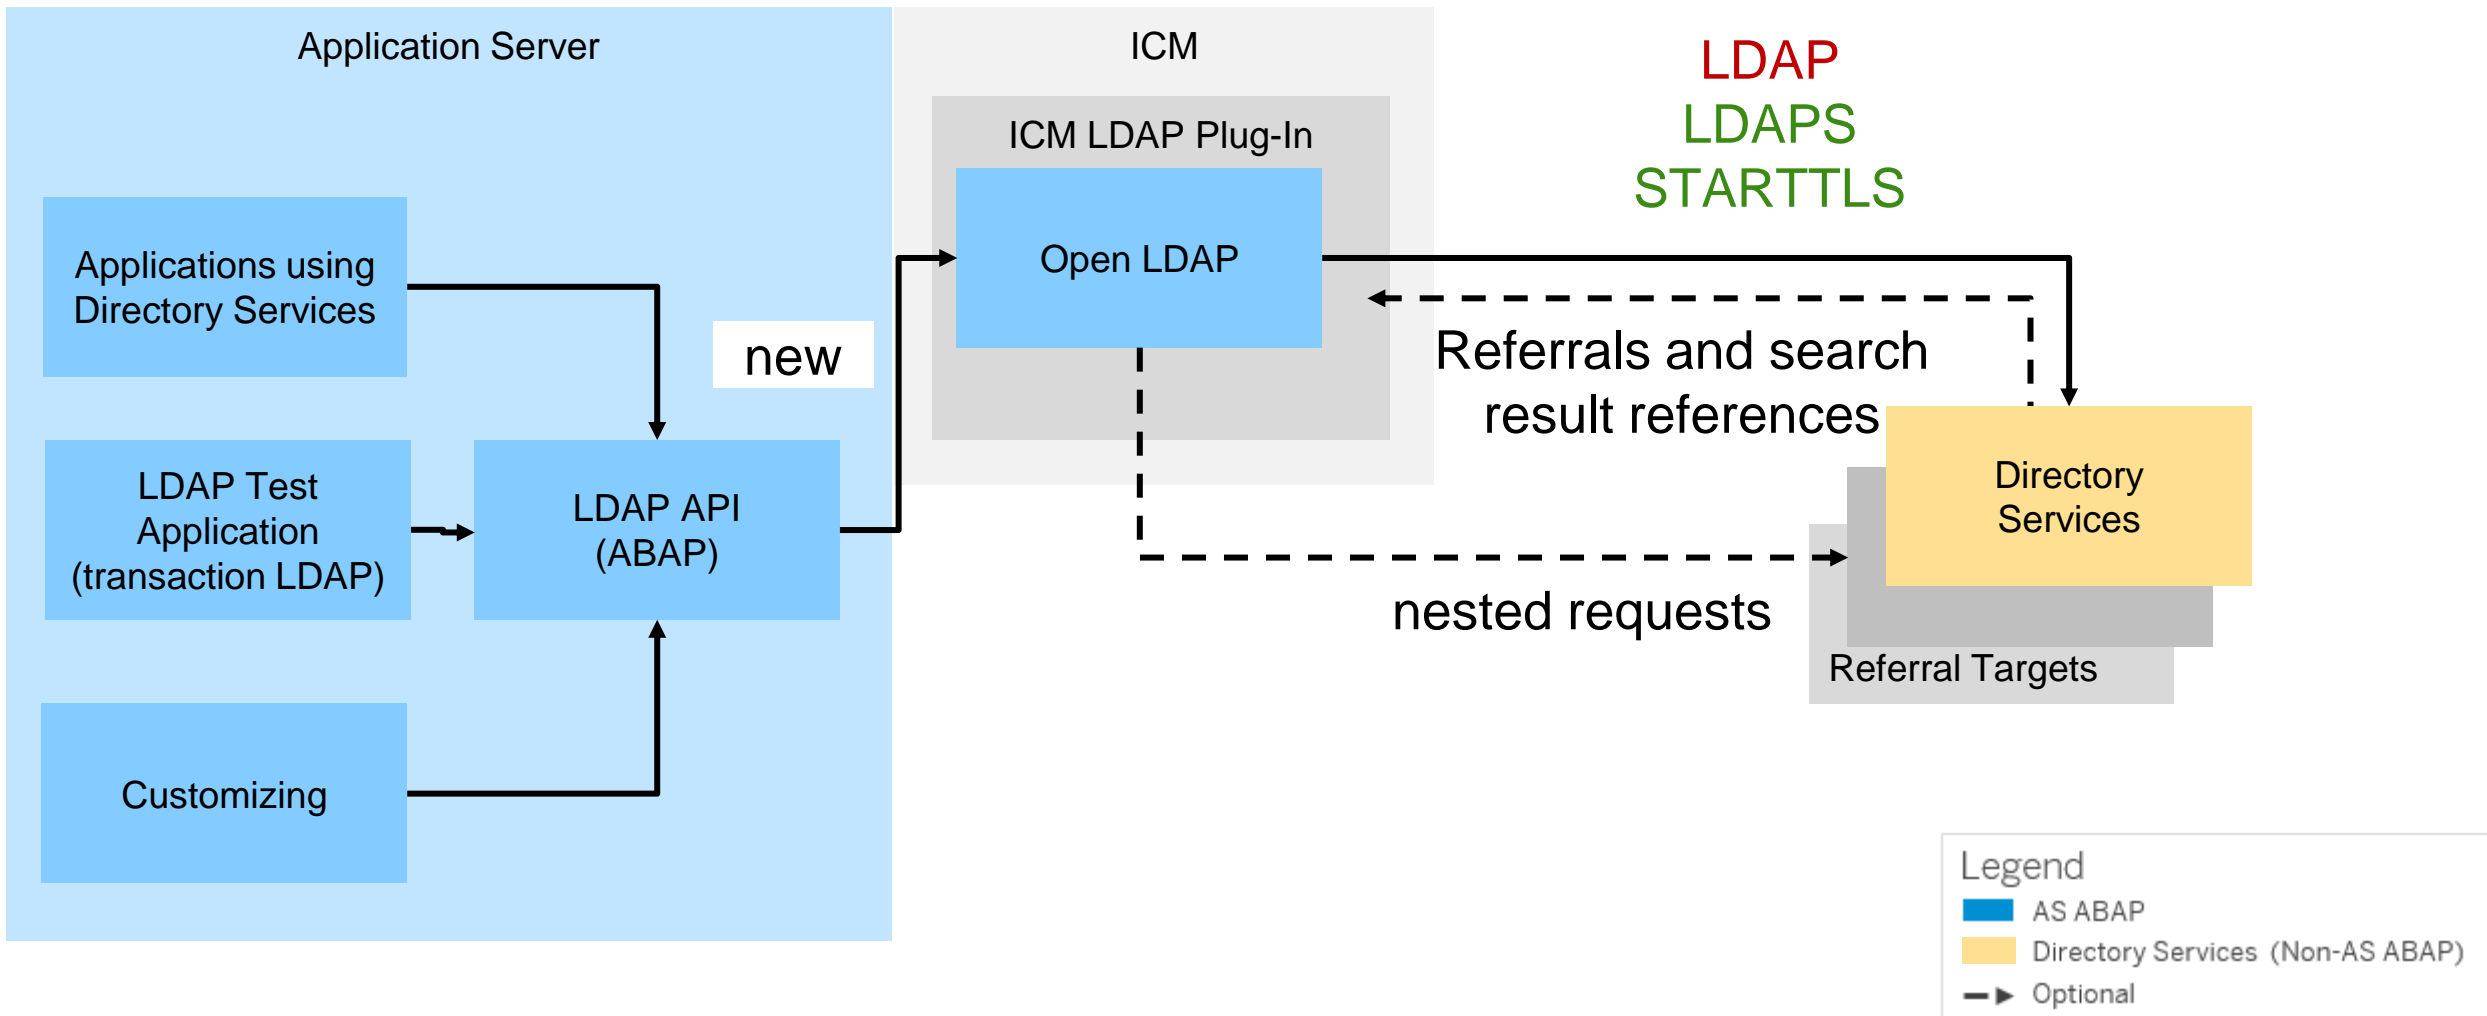 Application Server
ICM
LDAP
LDAPS
STARTTLS
ICM LDAP Plug-In
Applications using
Directory Services
new
Open LDAP
Referrals and search
result references
LDAP Test
Application
(transaction LDAP)
LDAP API
(ABAP)
Directory
Services
nested requests
Referral Targets
Customizing
Legend
AS ABAP
Directory Services (Non-AS ABAP)
Optional